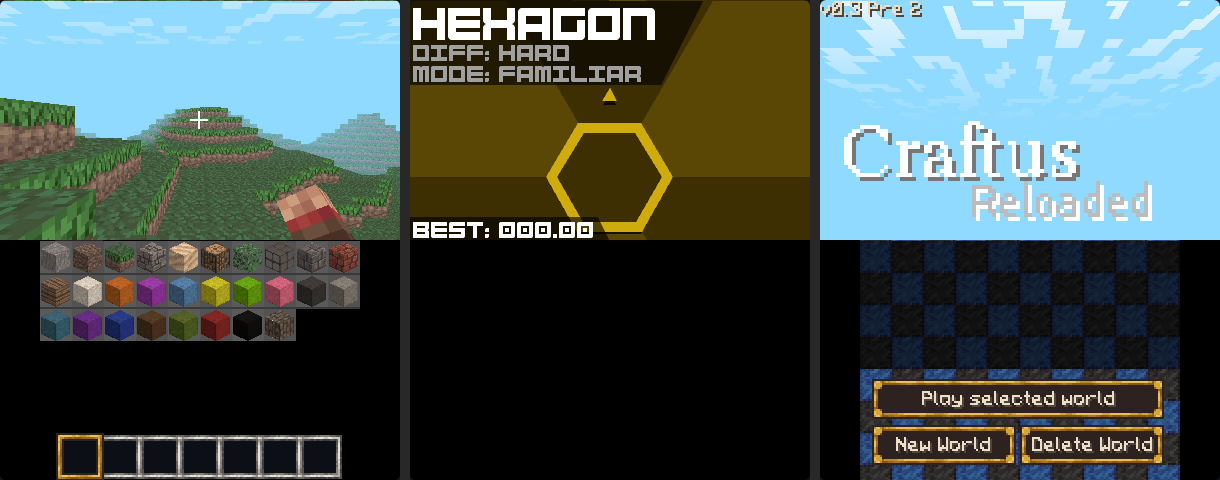 HEXAGON
DIFF: HARD
MODE: FAMILIAR
BEST: 000.00
v0.3 Pre 2
Craftus
Reloaded
Play selected world
New World
Delete World